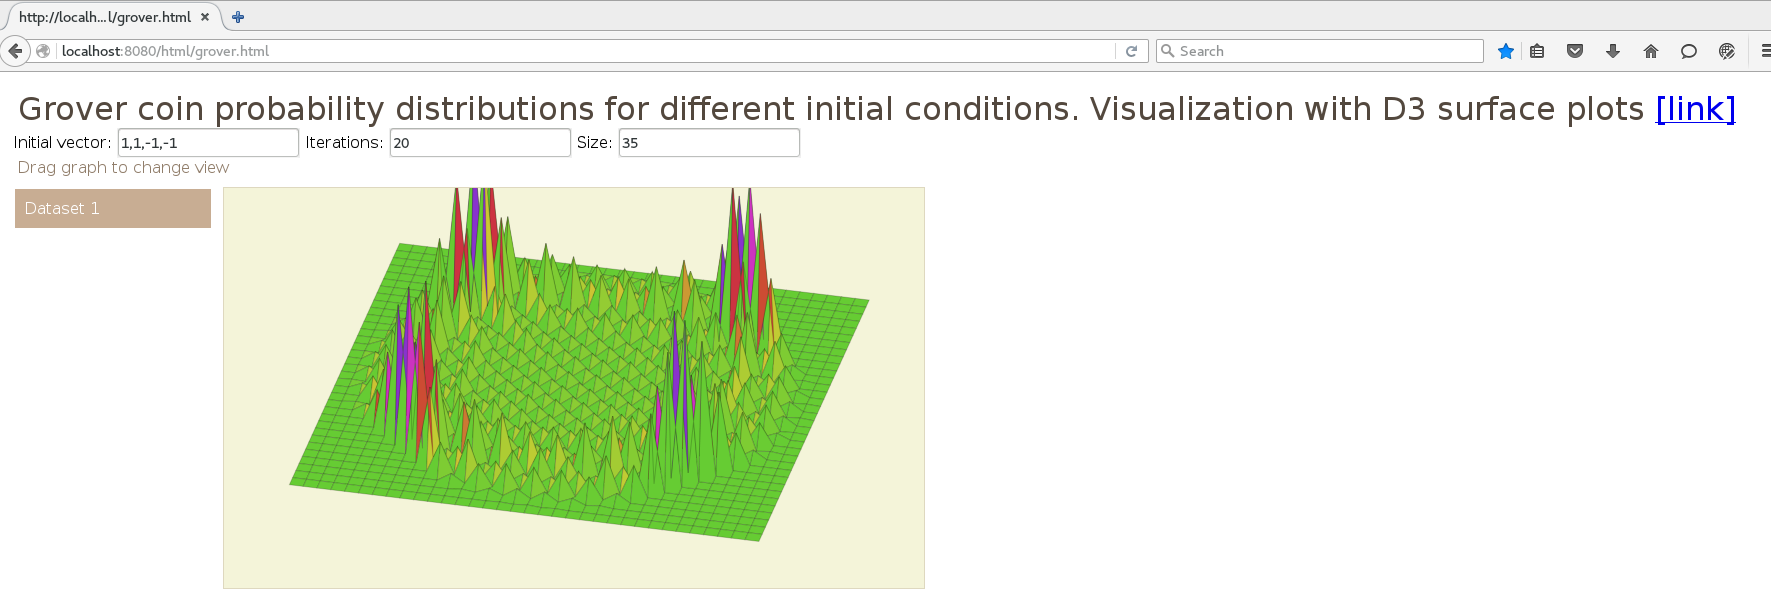 http://localh...l/grover.html
localhost:8080/html/grover.html
Search
Grover coin probability distributions for different initial conditions. Visualization with D3 surface plots [link]
Initial vector: 1,1,-1,-1 Iterations: 20 Size: 35
Drag graph to change view
Dataset 1